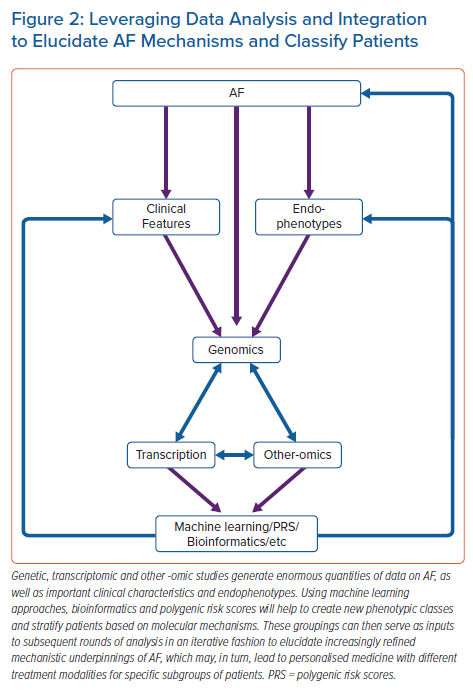 Figure 2: Leveraging Data Analysis and Integration
to Elucidate AF Mechanisms and Classify Patients
AF
Clinical
Features
Endo-
phenotypes
Genomics
Transcription
Other-omics
Machine learning/PRS/
Bioinformatics/etc
Genetic, transcriptomic and other -omic studies generate enormous quantities of data on AF, as
well as important clinical characteristics and endophenotypes. Using machine learning
approaches, bioinformatics and polygenic risk scores will help to create new phenotypic classes
and stratify patients based on molecular mechanisms. These groupings can then serve as inputs
to subsequent rounds of analysis in an iterative fashion to elucidate increasingly refined
mechanistic underpinnings of AF, which may, in turn, lead to personalised medicine with different
treatment modalities for specific subgroups of patients. PRS = polygenic risk scores.